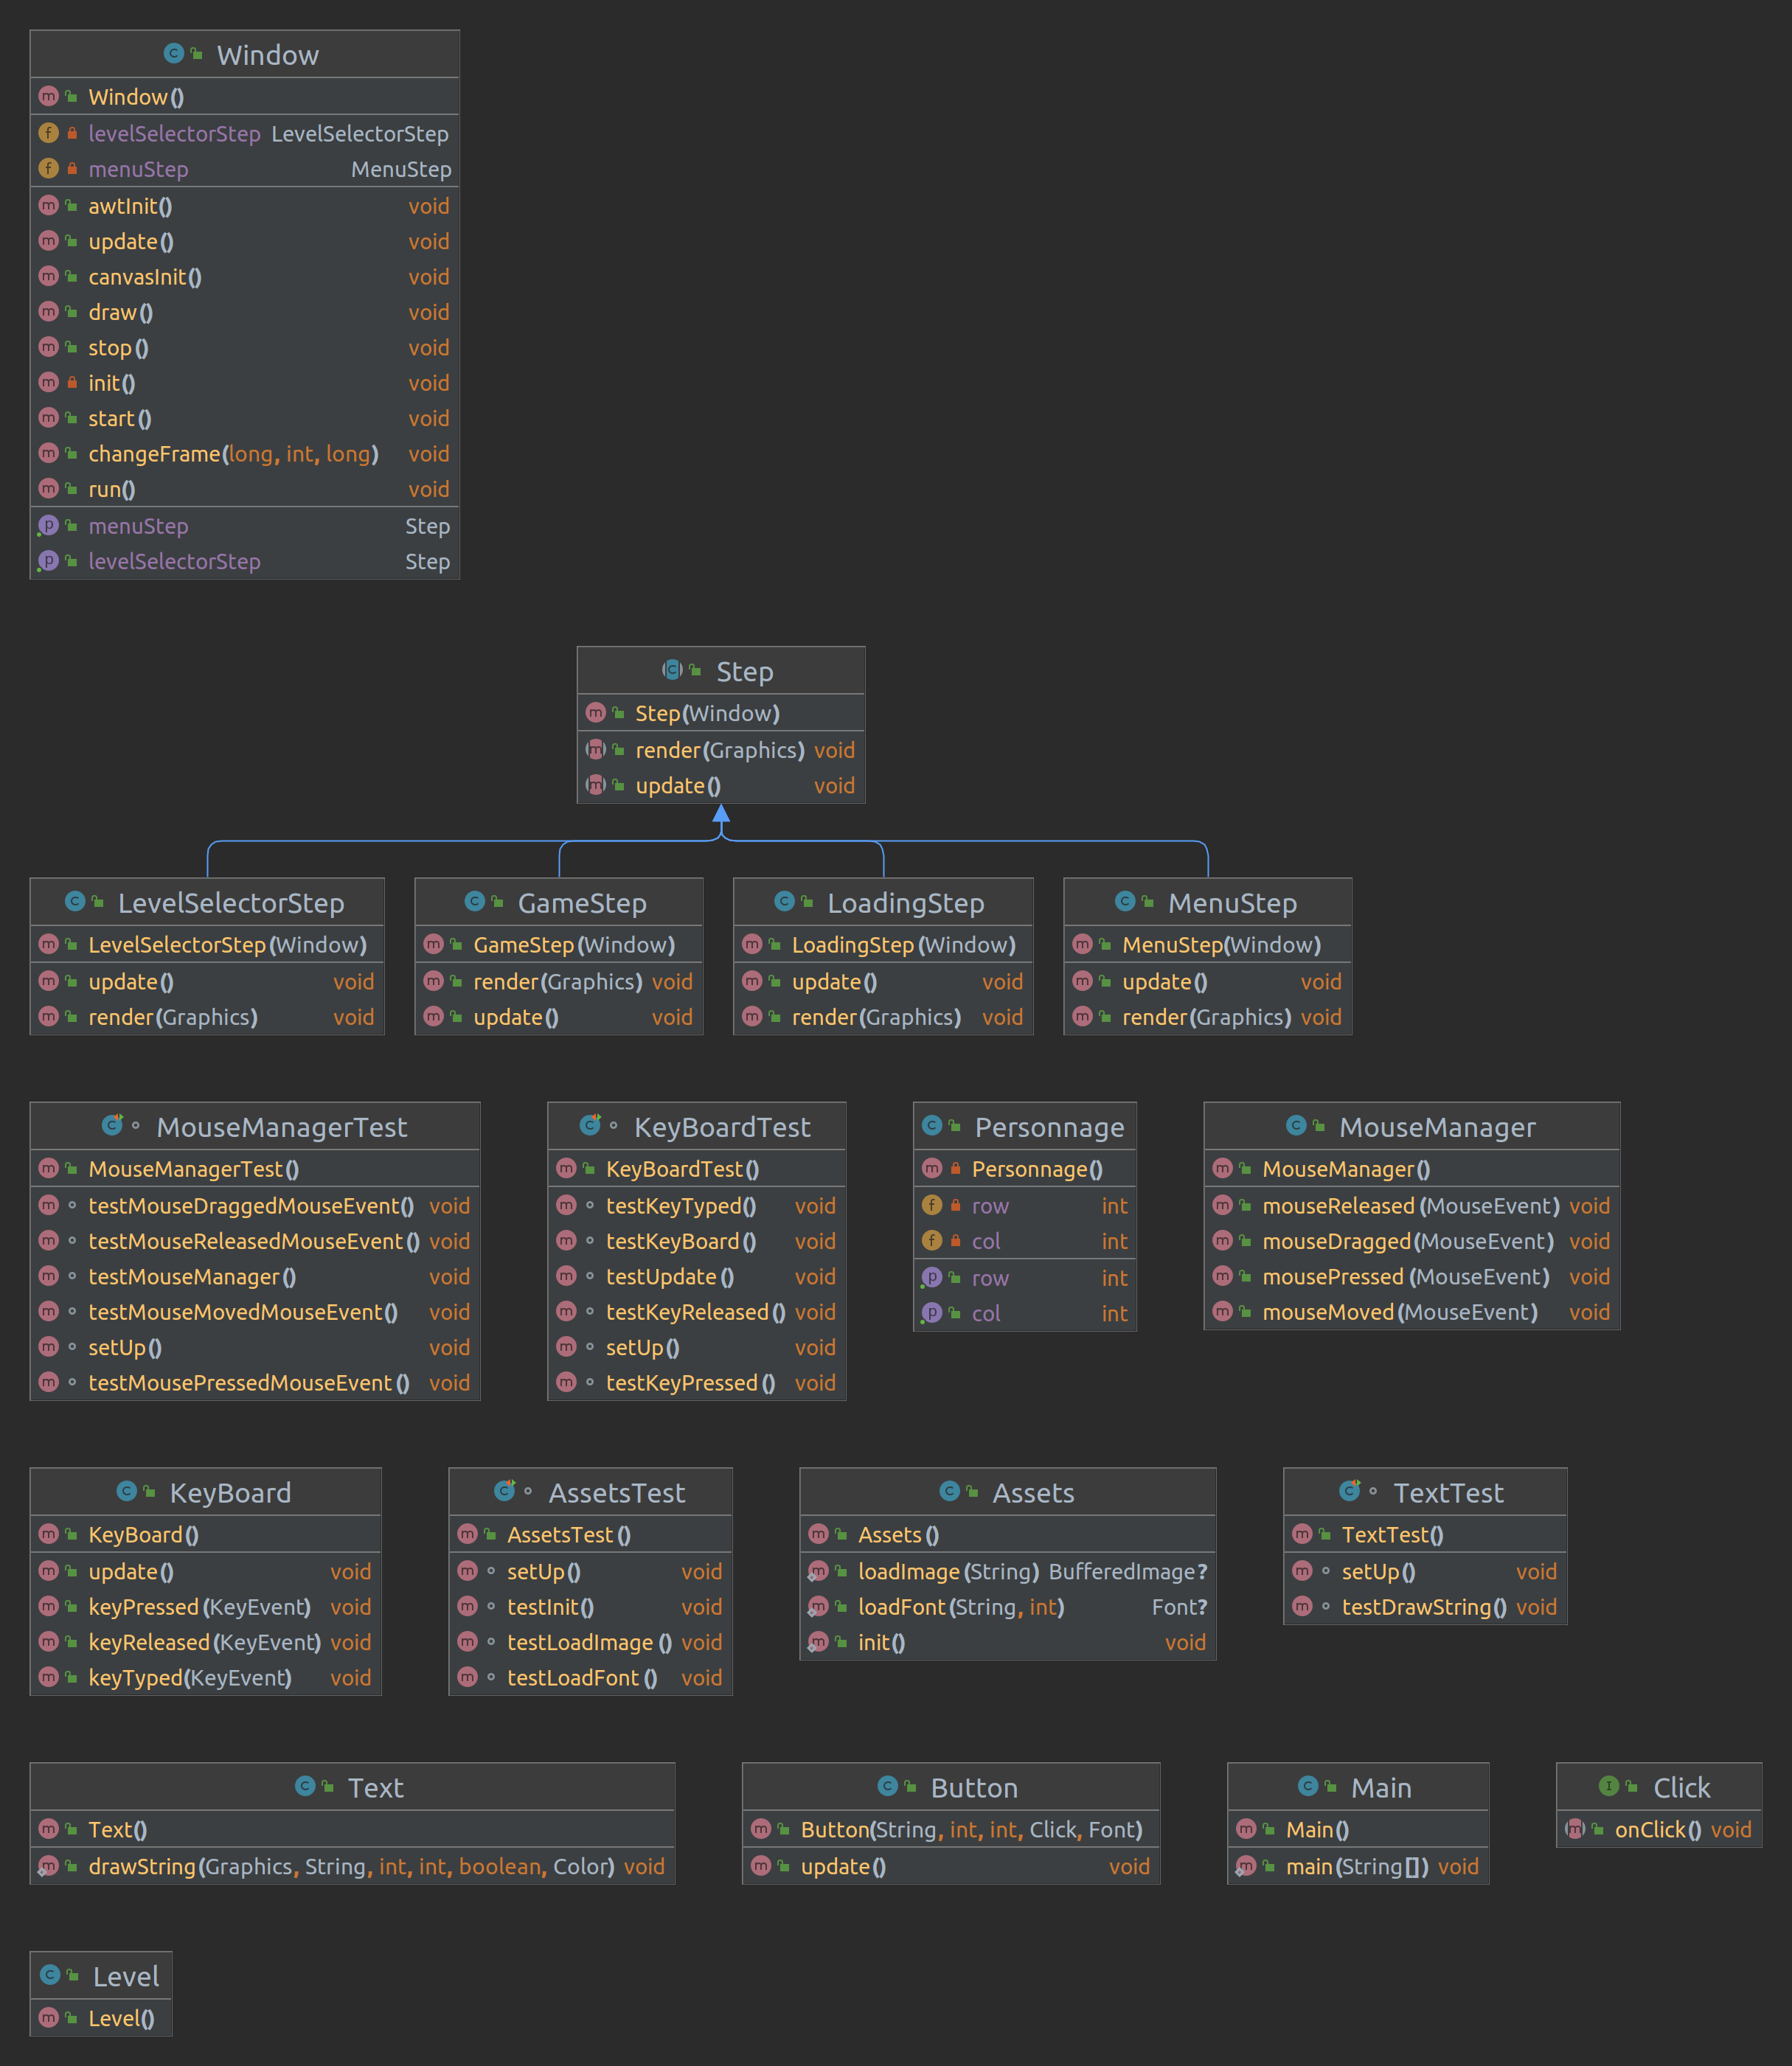 Window
Window()
levelSelectorStep LevelSelectorStep
menuStep MenuStep
awtInit() void
update() void
canvasInit() void
draw() void
stop() void
init() void
start() void
changeFrame(long, int, long) void
run() void
menuStep Step
levelSelectorStep Step
Step
Step(Window)
render(Graphics) void
update() void
LevelSelectorStep
LevelSelectorStep(Window)
update() void
render(Graphics) void
GameStep
GameStep(Window)
render(Graphics) void
update() void
LoadingStep
LoadingStep(Window)
update() void
render(Graphics) void
MenuStep
MenuStep(Window)
update() void
render(Graphics) void
MouseManagerTest
MouseManagerTest()
testMouseDraggedMouseEvent() void
testMouseReleasedMouseEvent() void
testMouseManager() void
testMouseMovedMouseEvent() void
setUp() void
testMousePressedMouseEvent() void
KeyBoardTest
KeyBoardTest()
testKeyTyped() void
testKeyBoard() void
testUpdate() void
testKeyReleased() void
setUp() void
testKeyPressed() void
Personnage
Personnage()
row int
col int
row int
col int
MouseManager
MouseManager()
mouseReleased(MouseEvent) void
mouseDragged(MouseEvent) void
mousePressed(MouseEvent) void
mouseMoved(MouseEvent) void
KeyBoard
KeyBoard()
update() void
keyPressed(KeyEvent) void
keyReleased(KeyEvent) void
keyTyped(KeyEvent) void
AssetsTest
AssetsTest()
setUp() void
testInit() void
testLoadImage() void
testLoadFont() void
Assets
Assets()
loadImage(String) BufferedImage?
loadFont(String, int) Font?
init() void
TextTest
TextTest()
setUp() void
testDrawString() void
Text
Text()
drawString(Graphics, String, int, int, boolean, Color) void
Button
Button(String, int, int, Click, Font)
update() void
Main
Main()
main(String[]) void
Click
onClick() void
Level
Level()